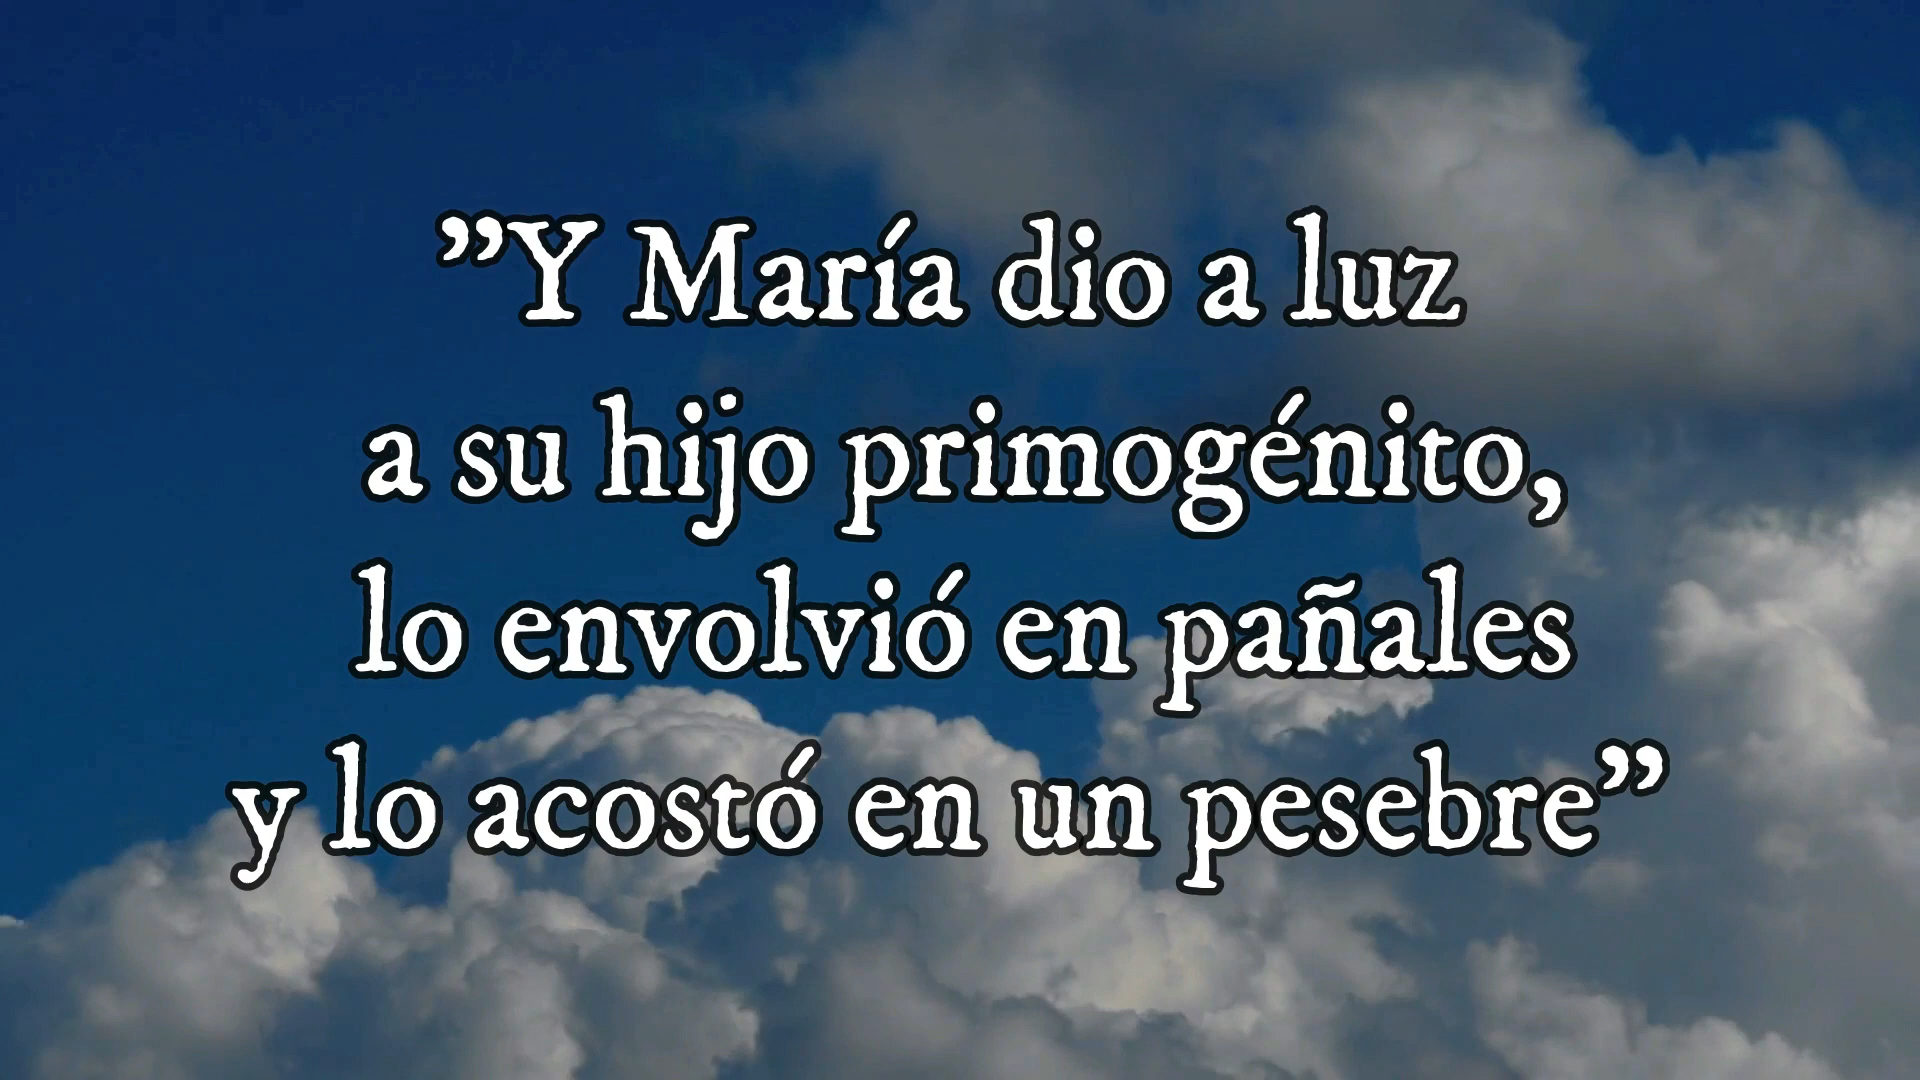 ”Y María dio a luz
a su hijo primogénito,
lo envolvió en pañales
y lo acostó en un pesebre”